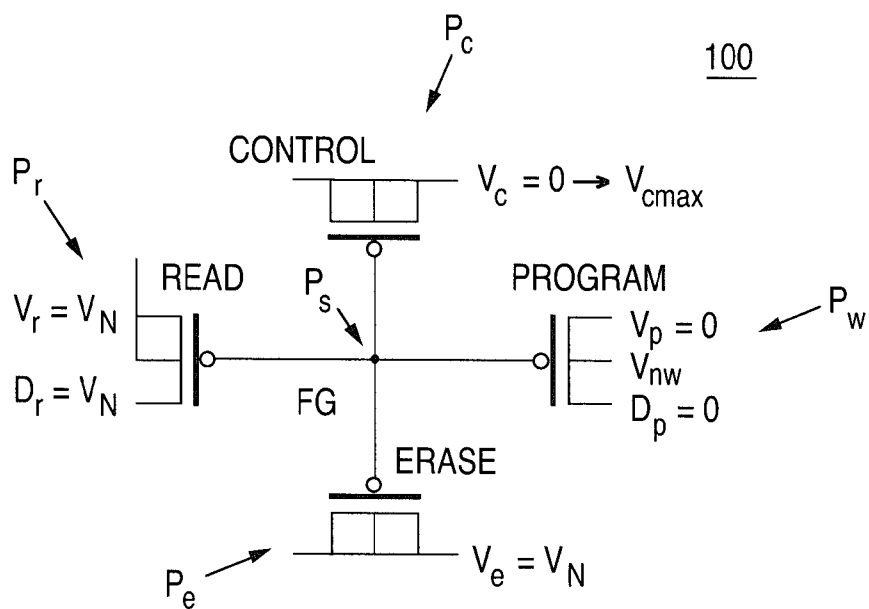 P_c
100
CONTROL
V_c = 0 → V_cmax
P_r
READ
P_s
PROGRAM
V_r = V_N
V_p = 0
P_w
V_nw
D_r = V_N
FG
D_p = 0
ERASE
V_e = V_N
P_e